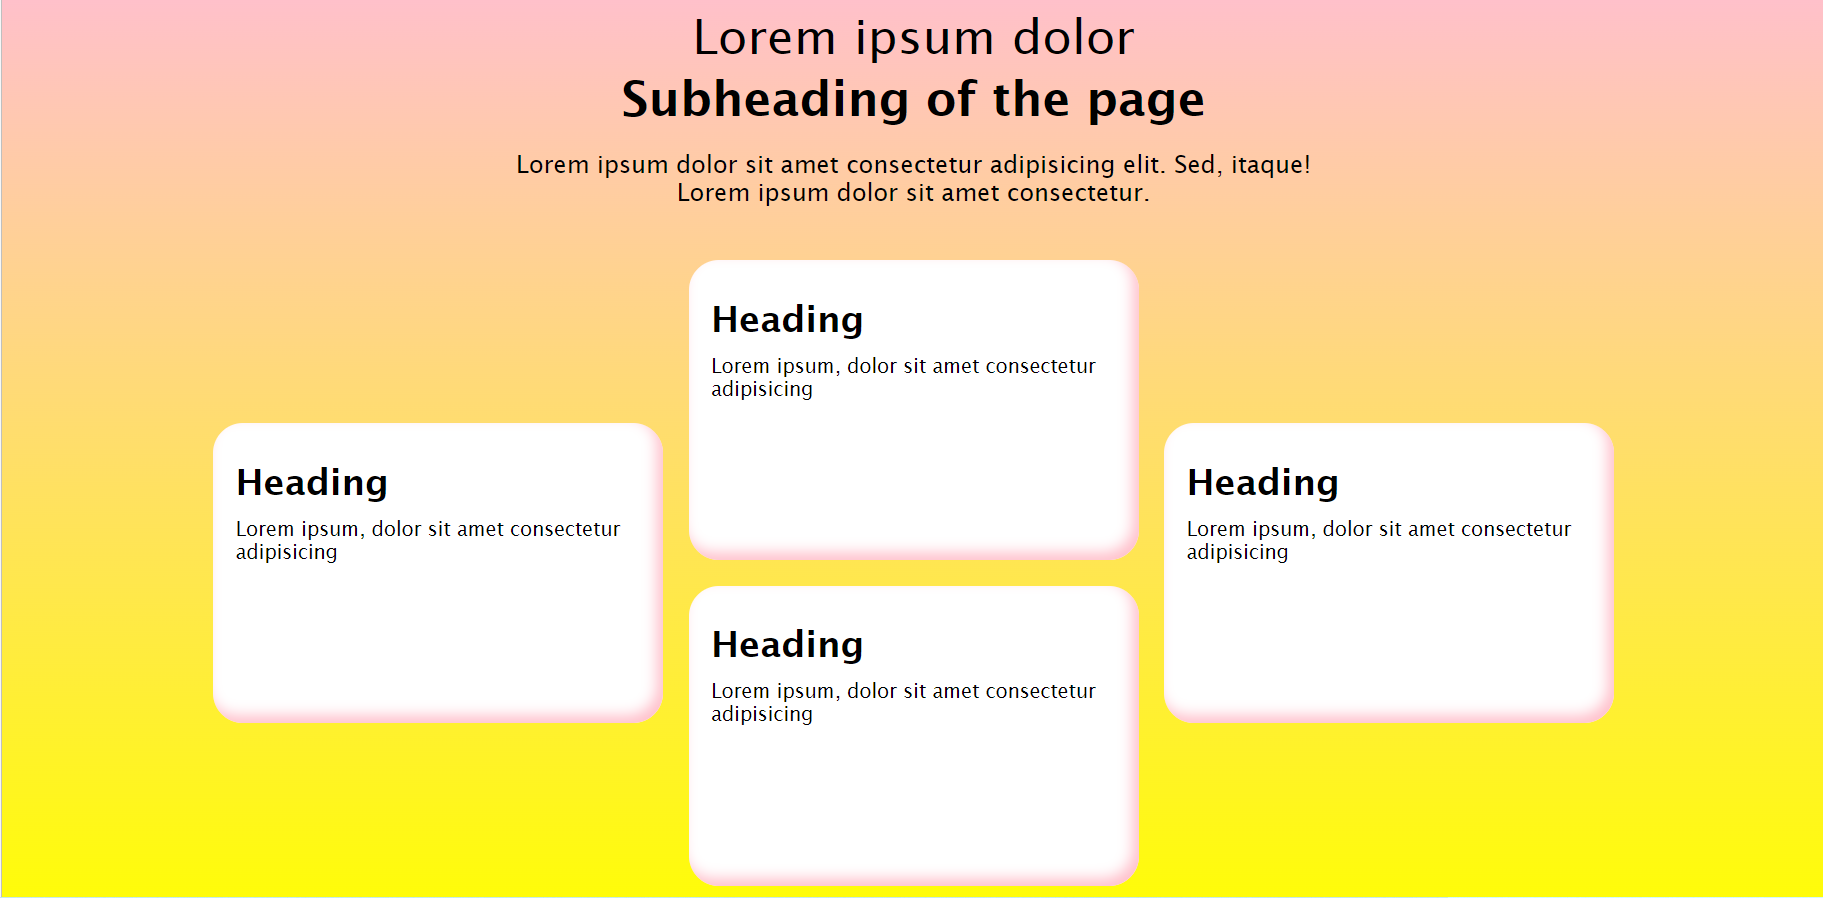 Lorem ipsum dolor
Subheading of the page
Lorem ipsum dolor sit amet consectetur adipisicing elit. Sed, itaque!
Lorem ipsum dolor sit amet consectetur.
Heading
Lorem ipsum, dolor sit amet consectetur
adipisicing
Heading
Lorem ipsum, dolor sit amet consectetur
adipisicing
Heading
Lorem ipsum, dolor sit amet consectetur
adipisicing
Heading
Lorem ipsum, dolor sit amet consectetur
adipisicing